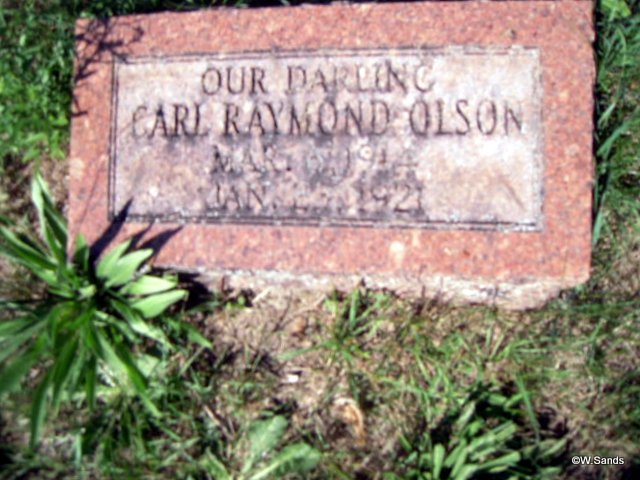 OUR DARLING
CARL RAYMOND OLSON
MAR. 1914
JAN. 1921
©W.Sands